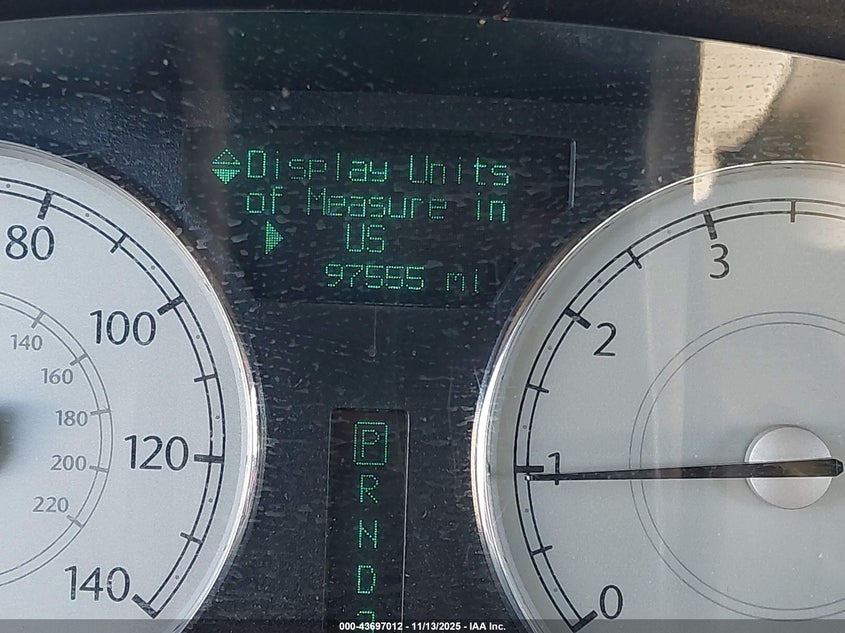 Display Units
of Measure in
US
97555 mi
80
100
120
140
140
160
180
200
220
P
R
N
D
3
2
1
0
000-43697012 - 11/13/2025 - IAA Inc.